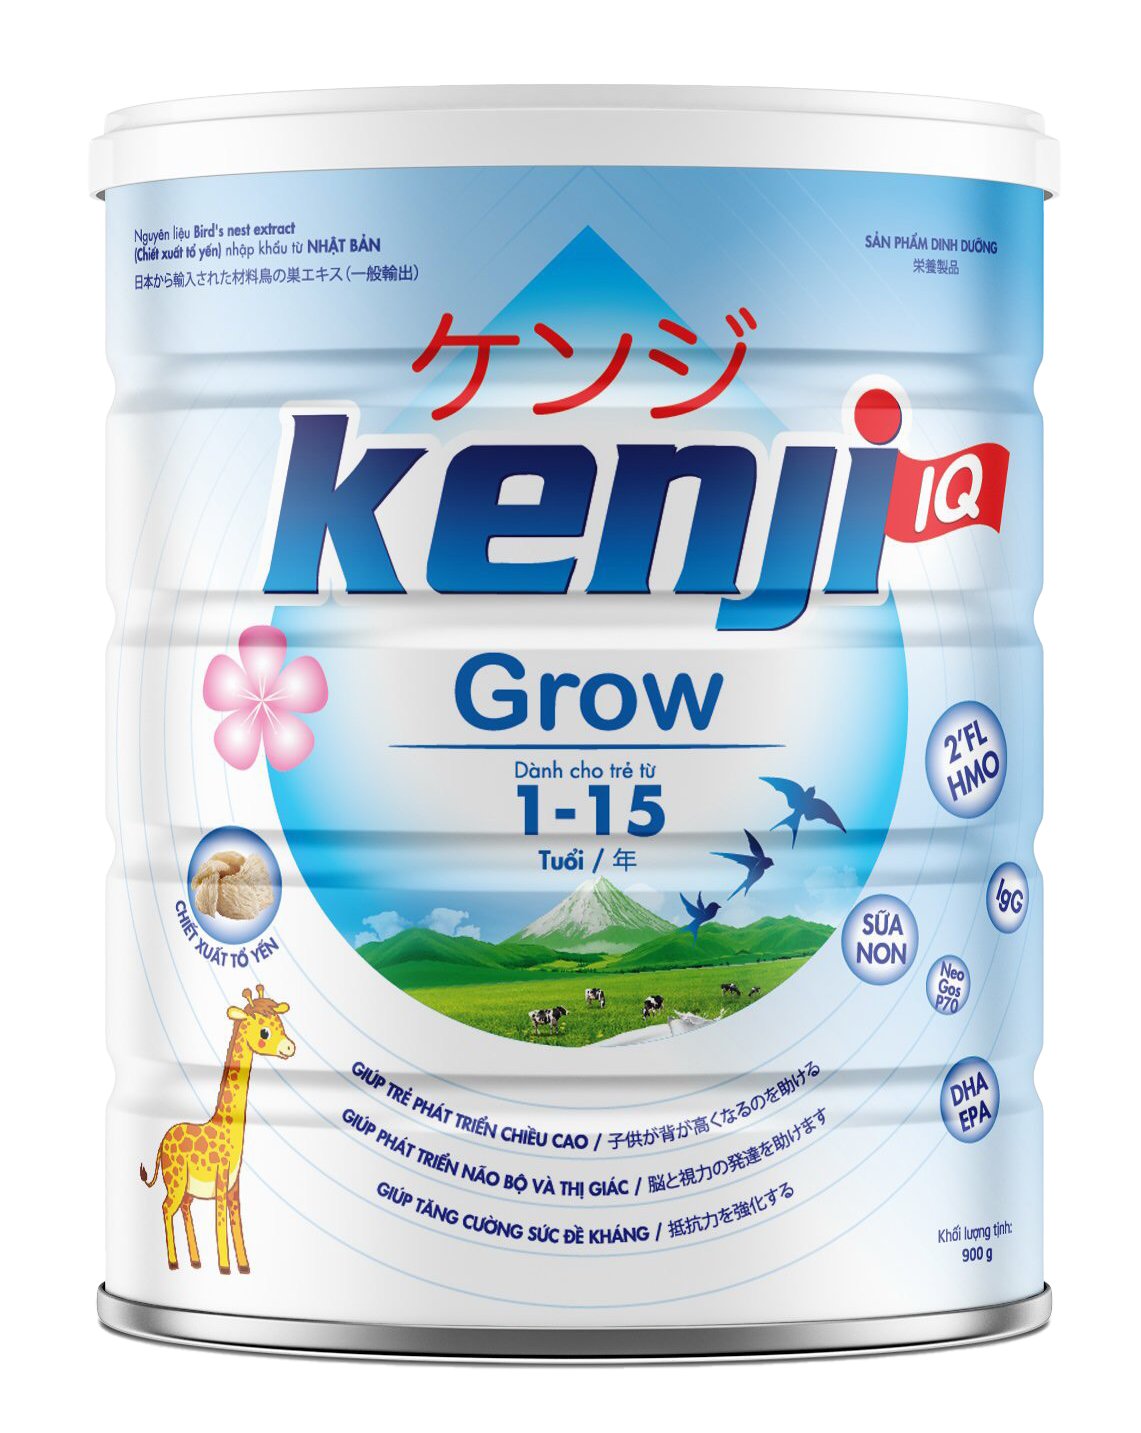 Nguyên liệu Bird's nest extract
(Chiết xuất tổ yến) nhập khẩu từ NHẬT BẢN
日本から輸入された材料鳥の巣エキス（一般輸出）
SẢN PHẨM DINH DƯỠNG
栄養製品
ケンジ
kenji
IQ
Grow
Dành cho trẻ từ
1-15
Tuổi / 年
2'FL
HMO
CHIẾT XUẤT TỔ YẾN
IgG
SỮA
NON
Neo
Gos
P70
DHA
EPA
GIÚP TRẺ PHÁT TRIỂN CHIỀU CAO / 子供が背が高くなるのを助ける
GIÚP PHÁT TRIỂN NÃO BỘ VÀ THỊ GIÁC / 脳と視力の発達を助けます
GIÚP TĂNG CƯỜNG SỨC ĐỀ KHÁNG / 抵抗力を強化する
Khối lượng tịnh:
900 g